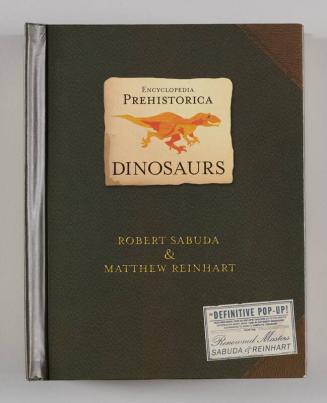 ENCYCLOPEDIA
PREHISTORICA
DINOSAURS
ROBERT SABUDA
&
MATTHEW REINHART
"DEFINITIVE POP-UP!
Renowned Masters
SABUDA & REINHART